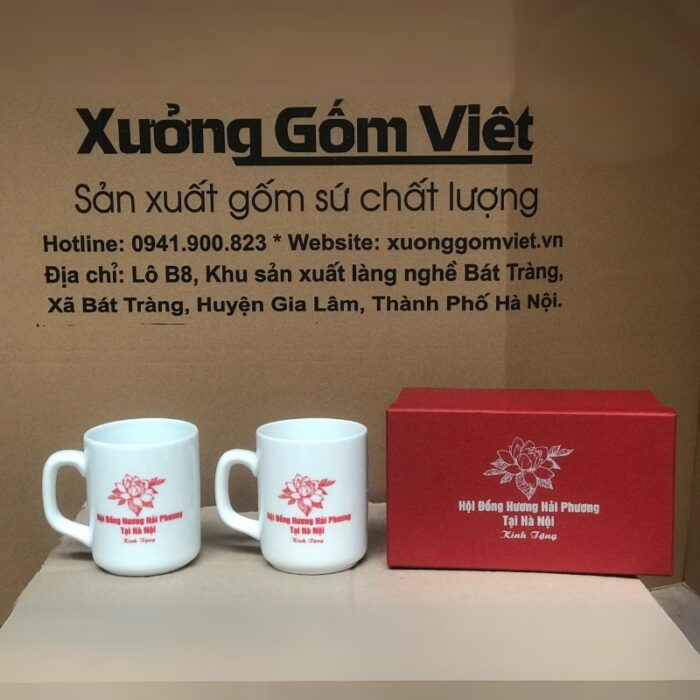 Xưởng Gốm Việt
Sản xuất gốm sứ chất lượng
Hotline: 0941.900.823 * Website: xuonggomviet.vn
Địa chỉ: Lô B8, Khu sản xuất làng nghề Bát Tràng,
Xã Bát Tràng, Huyện Gia Lâm, Thành Phố Hà Nội.
Hội Đồng Hương Hải Phương
Tại Hà Nội
Kính Tặng
Hội Đồng Hương Hải Phương
Tại Hà Nội
Kính Tặng
Hội Đồng Hương Hải Phương
Tại Hà Nội
Kính Tặng